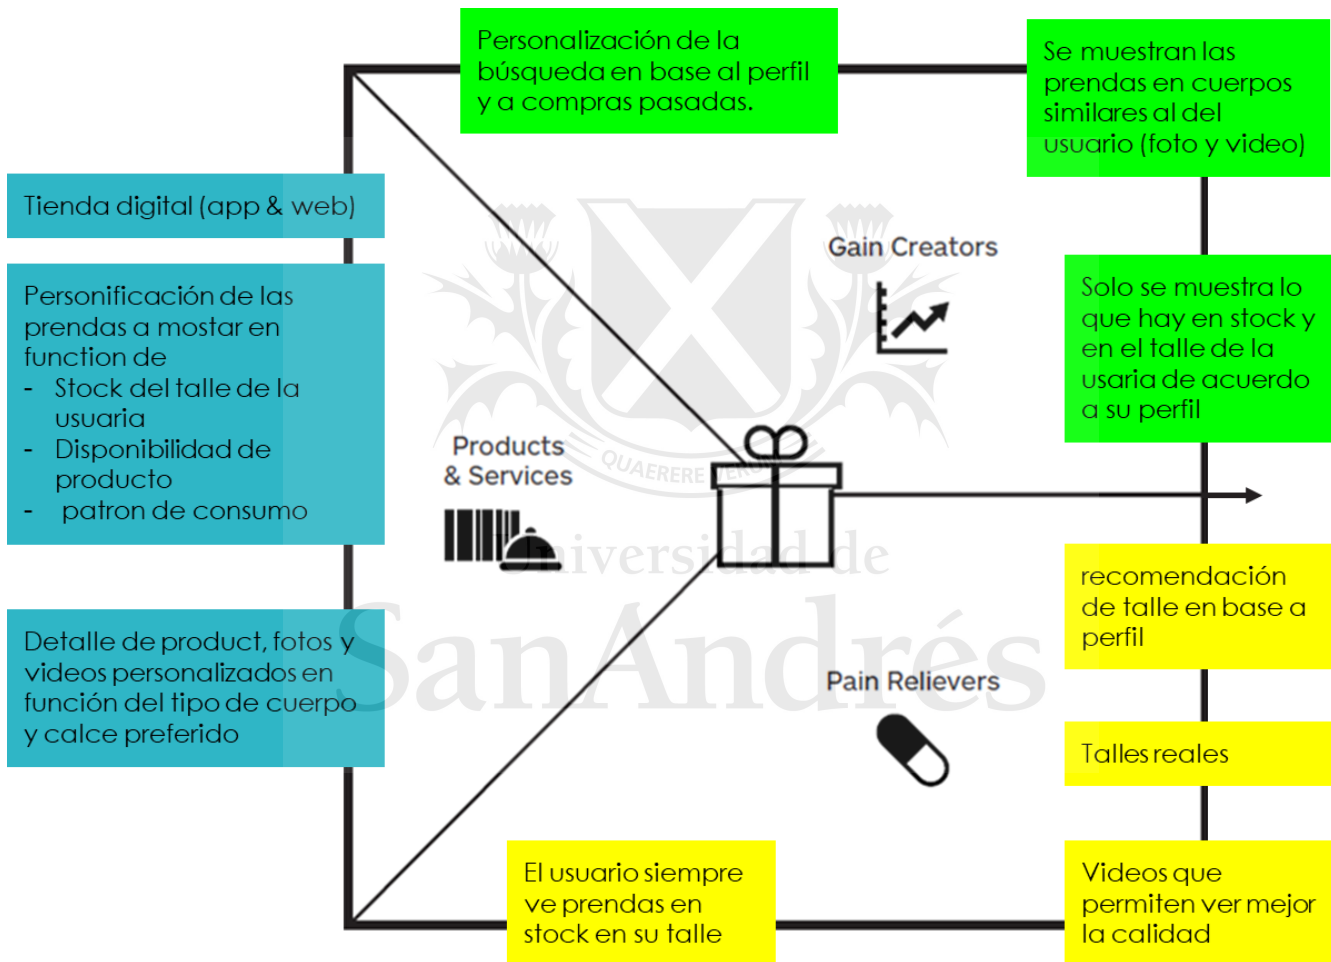 Personalización de la
búsqueda en base al perfil
y a compras pasadas.
Se muestran las
prendas en cuerpos
similares al del
usuario (foto y video)
Tienda digital (app & web)
Gain Creators
Personificación de las
prendas a mostar en
function de
- Stock del talle de la
usuaria
- Disponibilidad de
producto
- patron de consumo
Solo se muestra lo
que hay en stock y
en el talle de la
usaria de acuerdo
a su perfil
Products
& Services
QUAERERE VERUM
Universidad de
SanAndrés
recomendación
de talle en base a
perfil
Detalle de product, fotos y
videos personalizados en
función del tipo de cuerpo
y calce preferido
Pain Relievers
Talles reales
El usuario siempre
ve prendas en
stock en su talle
Videos que
permiten ver mejor
la calidad